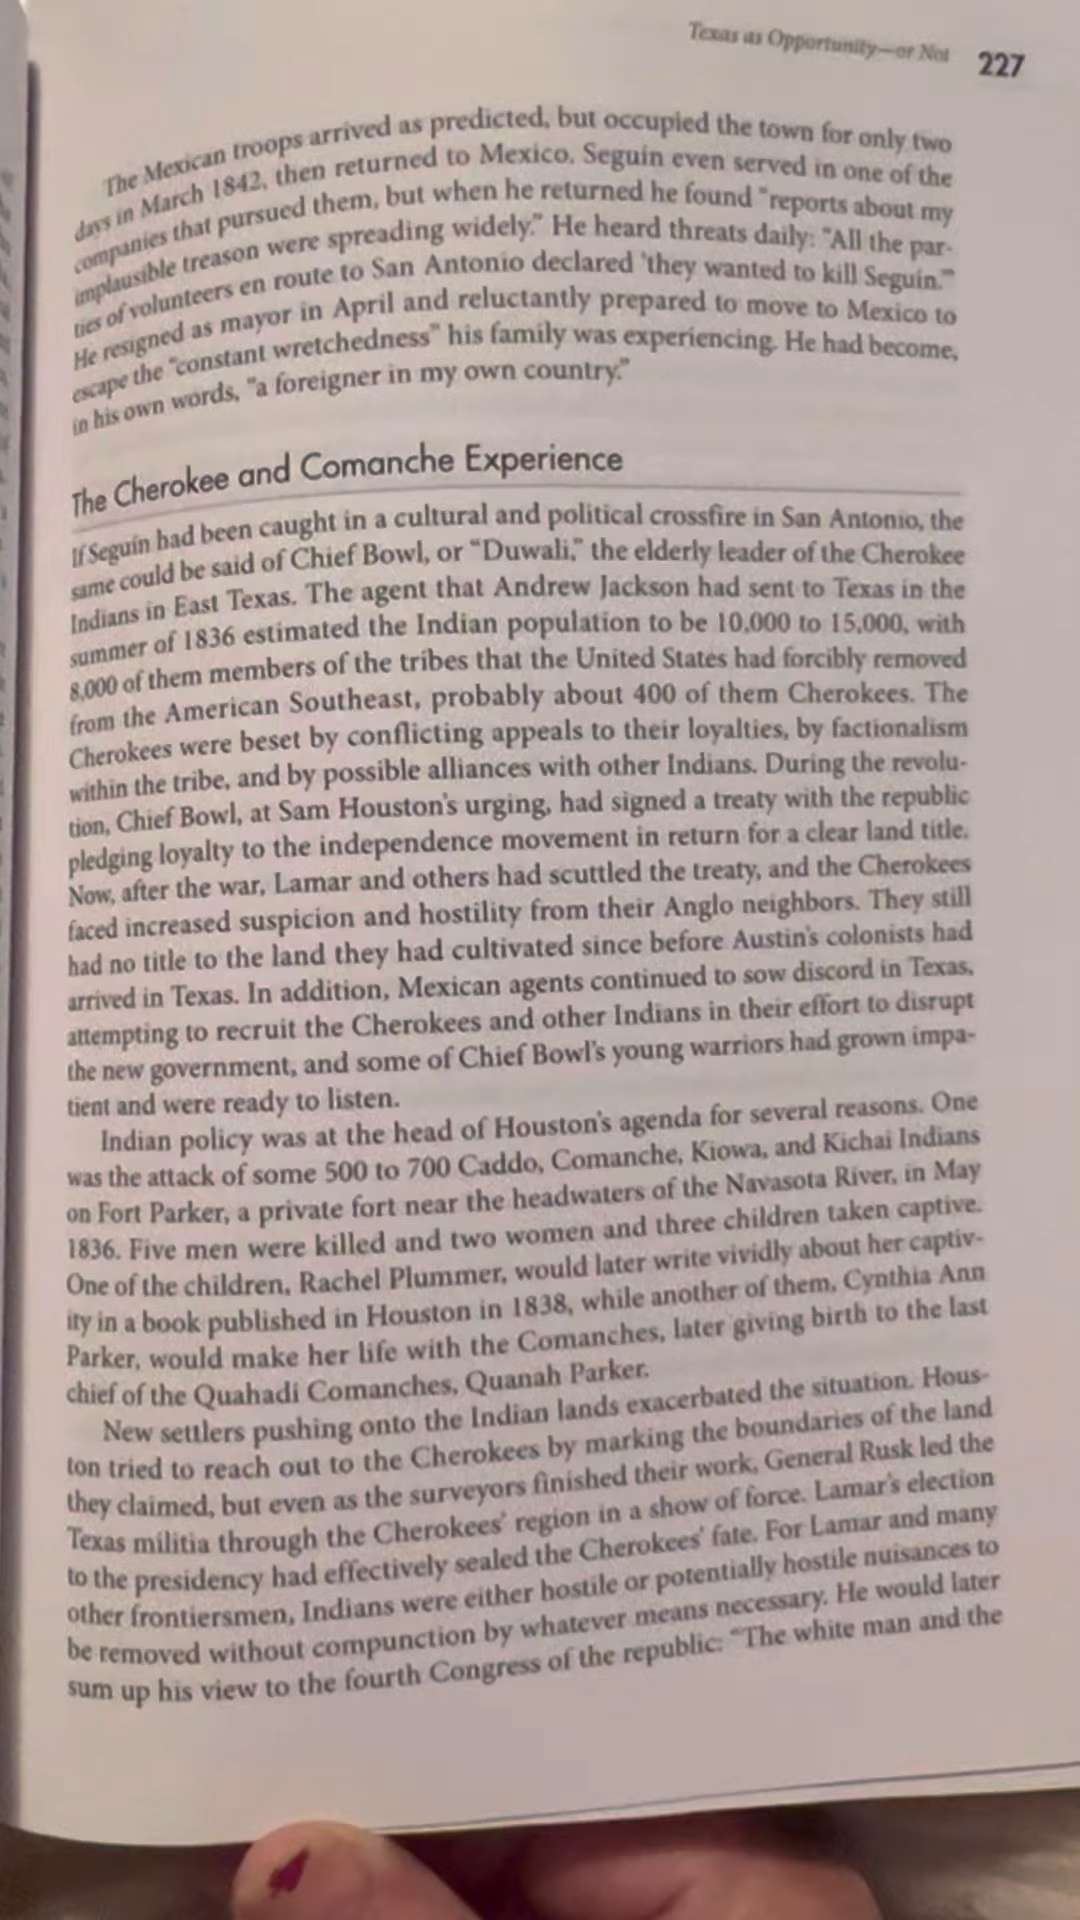 Texas as Opportunity—or Not 227
The Mexican troops arrived as predicted, but occupied the town for only two
days in March 1842, then returned to Mexico. Seguín even served in one of the
companies that pursued them, but when he returned he found "reports about my
implausible treason were spreading widely." He heard threats daily: "All the par-
ties of volunteers en route to San Antonio declared 'they wanted to kill Seguín.'"
He resigned as mayor in April and reluctantly prepared to move to Mexico to
escape the "constant wretchedness" his family was experiencing. He had become,
in his own words, "a foreigner in my own country."
The Cherokee and Comanche Experience
If Seguín had been caught in a cultural and political crossfire in San Antonio, the
same could be said of Chief Bowl, or "Duwali," the elderly leader of the Cherokee
Indians in East Texas. The agent that Andrew Jackson had sent to Texas in the
summer of 1836 estimated the Indian population to be 10,000 to 15,000, with
8,000 of them members of the tribes that the United States had forcibly removed
from the American Southeast, probably about 400 of them Cherokees. The
Cherokees were beset by conflicting appeals to their loyalties, by factionalism
within the tribe, and by possible alliances with other Indians. During the revolu-
tion, Chief Bowl, at Sam Houston's urging, had signed a treaty with the republic
pledging loyalty to the independence movement in return for a clear land title.
Now, after the war, Lamar and others had scuttled the treaty, and the Cherokees
faced increased suspicion and hostility from their Anglo neighbors. They still
had no title to the land they had cultivated since before Austin's colonists had
arrived in Texas. In addition, Mexican agents continued to sow discord in Texas,
attempting to recruit the Cherokees and other Indians in their effort to disrupt
the new government, and some of Chief Bowl's young warriors had grown impa-
tient and were ready to listen.
Indian policy was at the head of Houston's agenda for several reasons. One
was the attack of some 500 to 700 Caddo, Comanche, Kiowa, and Kichai Indians
on Fort Parker, a private fort near the headwaters of the Navasota River, in May
1836. Five men were killed and two women and three children taken captive.
One of the children, Rachel Plummer, would later write vividly about her captiv-
ity in a book published in Houston in 1838, while another of them, Cynthia Ann
Parker, would make her life with the Comanches, later giving birth to the last
chief of the Quahadi Comanches, Quanah Parker.
New settlers pushing onto the Indian lands exacerbated the situation. Hous-
ton tried to reach out to the Cherokees by marking the boundaries of the land
they claimed, but even as the surveyors finished their work, General Rusk led the
Texas militia through the Cherokees' region in a show of force. Lamar's election
to the presidency had effectively sealed the Cherokees' fate. For Lamar and many
other frontiersmen, Indians were either hostile or potentially hostile nuisances to
be removed without compunction by whatever means necessary. He would later
sum up his view to the fourth Congress of the republic: "The white man and the